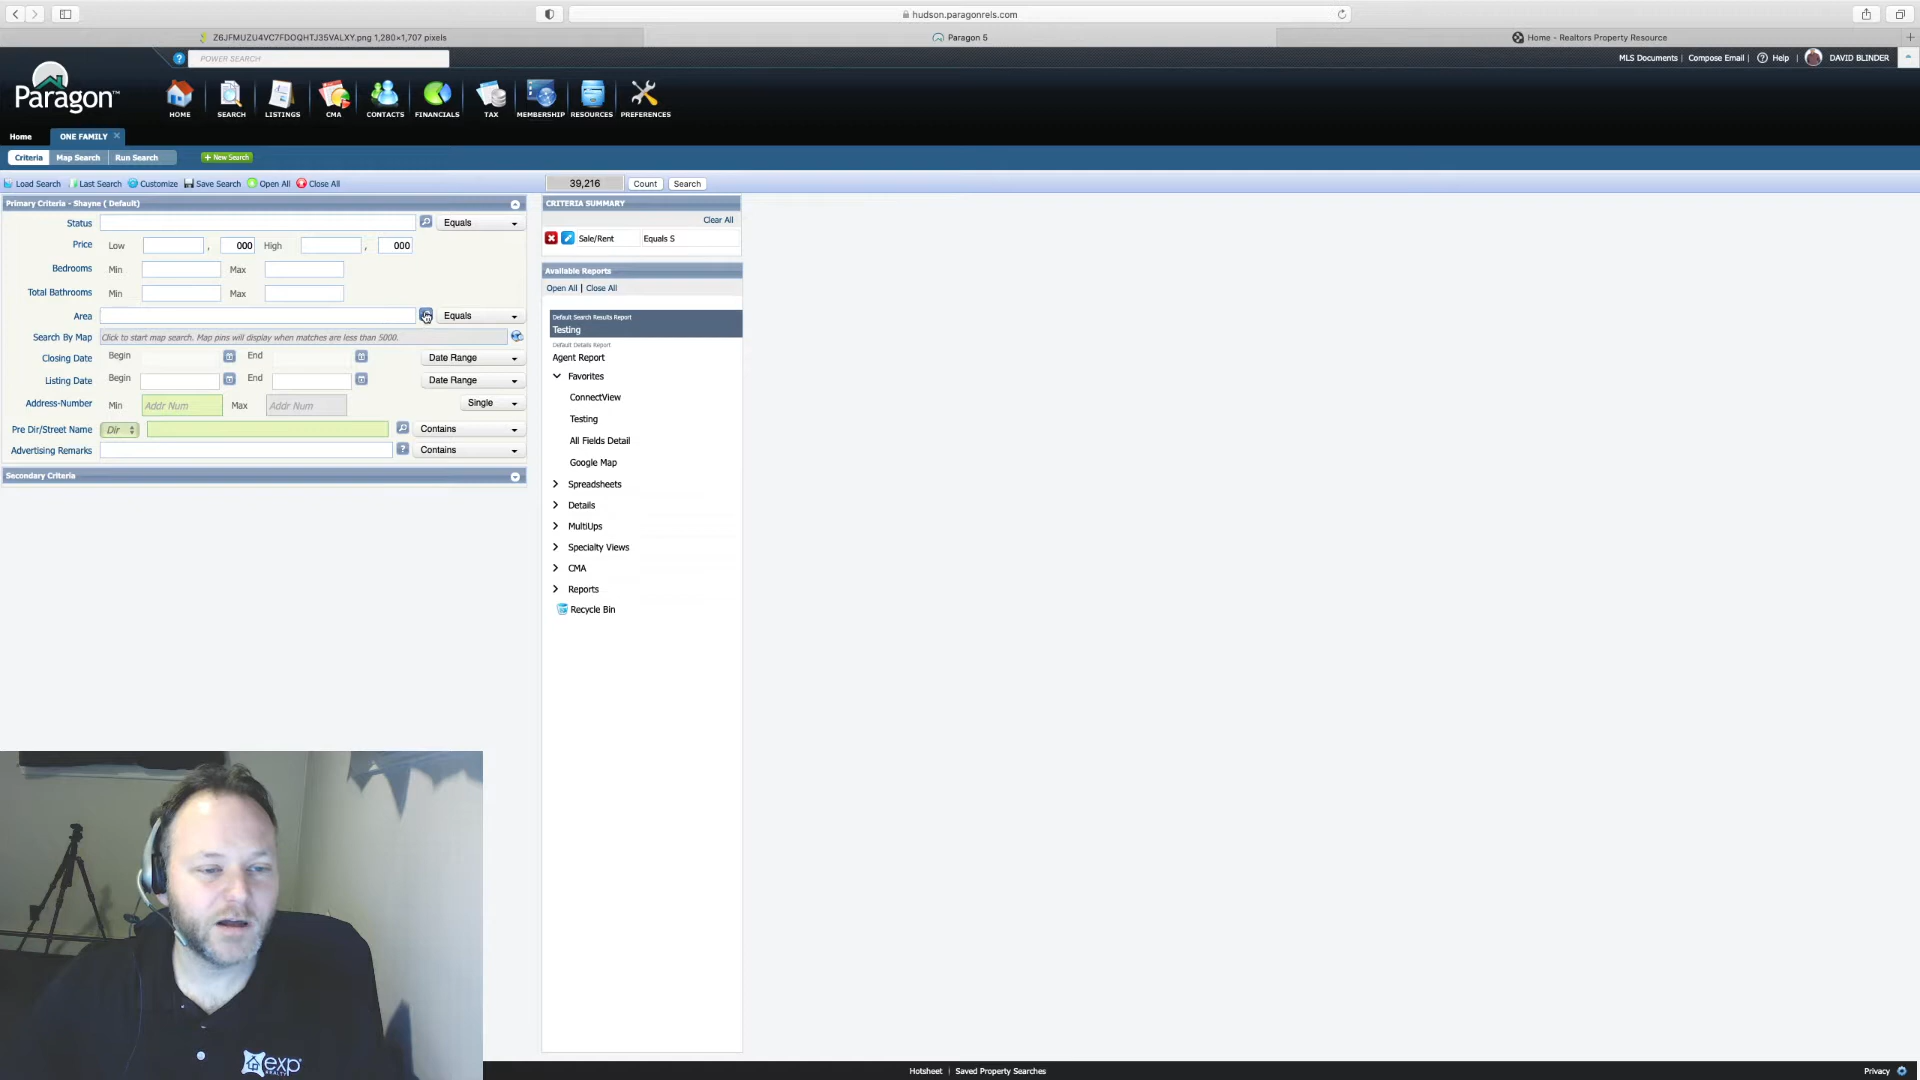 hudson.paragonrels.com
Z6JFMUZU4VC7FDOQHTJ35VALXY.png 1,280×1,707 pixels
Paragon 5
Home - Realtors Property Resource
POWER SEARCH
MLS Documents | Compose Email | Help | DAVID BLINDER
Paragon™
HOME SEARCH LISTINGS CMA CONTACTS FINANCIALS TAX MEMBERSHIP RESOURCES PREFERENCES
Home ONE FAMILY
Criteria Map Search Run Search + New Search
Load Search Last Search Customize Save Search Open All Close All 39,216 Count Search
Primary Criteria - Shayne ( Default)
Status Equals
Price Low , 000 High , 000
Bedrooms Min Max
Total Bathrooms Min Max
Area Equals
Search By Map Click to start map search. Map pins will display when matches are less than 5000.
Closing Date Begin End Date Range
Listing Date Begin End Date Range
Address-Number Min Addr Num Max Addr Num Single
Pre Dir/Street Name Dir Contains
Advertising Remarks ? Contains
Secondary Criteria
CRITERIA SUMMARY
Clear All
Sale/Rent Equals S
Available Reports
Open All | Close All
Default Search Results Report
Testing
Default Details Report
Agent Report
Favorites
ConnectView
Testing
All Fields Detail
Google Map
Spreadsheets
Details
MultiUps
Specialty Views
CMA
Reports
Recycle Bin
exp
REALTY
Hotsheet | Saved Property Searches
Privacy